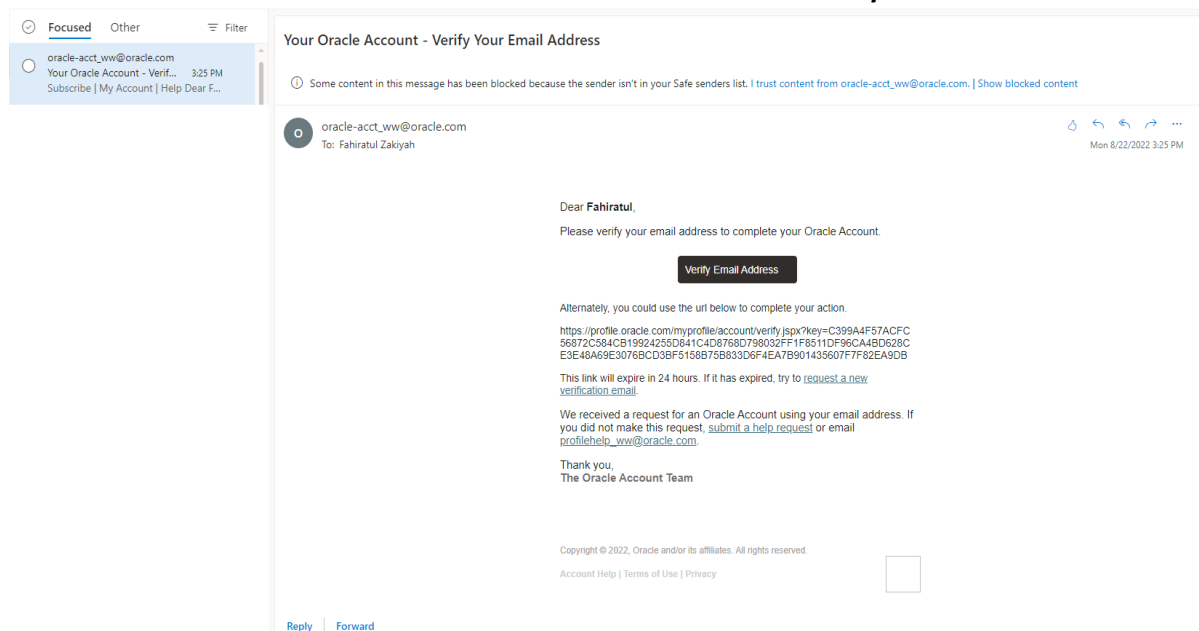 Focused Other Filter
oracle-acct_ww@oracle.com
Your Oracle Account - Verif... 3:25 PM
Subscribe | My Account | Help Dear F...
Your Oracle Account - Verify Your Email Address
Some content in this message has been blocked because the sender isn't in your Safe senders list. I trust content from oracle-acct_ww@oracle.com. | Show blocked content
O
oracle-acct_ww@oracle.com
To: Fahiratul Zakiyah
Mon 8/22/2022 3:25 PM
Dear Fahiratul,
Please verify your email address to complete your Oracle Account.
Verify Email Address
Alternately, you could use the url below to complete your action.
https://profile.oracle.com/myprofile/account/verify.jspx?key=C399A4F57ACFC
56872C584CB19924255D841C4D8768D798032FF1F8511DF96CA4BD628C
E3E48A69E3076BCD3BF5158B75B833D6F4EA7B901435607F7F82EA9DB
This link will expire in 24 hours. If it has expired, try to request a new
verification email.
We received a request for an Oracle Account using your email address. If
you did not make this request, submit a help request or email
profilehelp_ww@oracle.com.
Thank you,
The Oracle Account Team
Copyright © 2022, Oracle and/or its affiliates. All rights reserved.
Account Help | Terms of Use | Privacy
Reply Forward